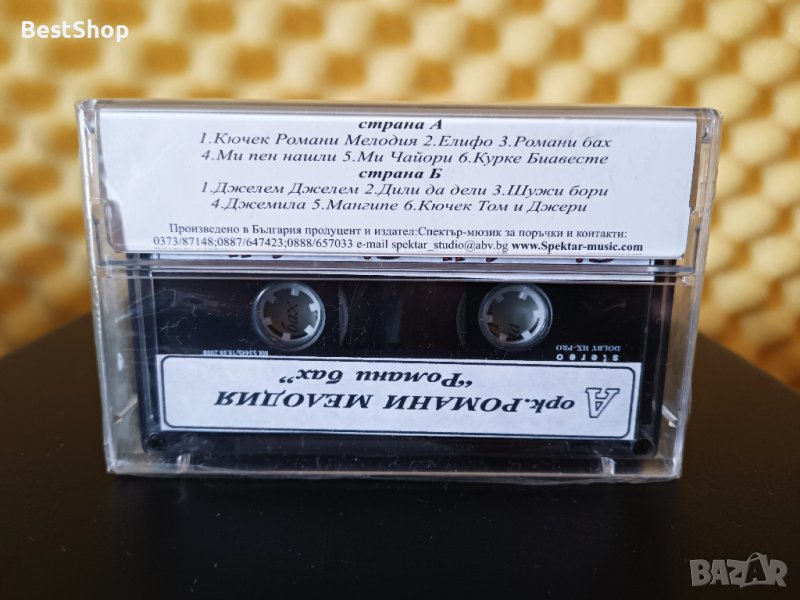 BestShop
страна А
1.Кючек Романи Мелодия 2.Елифо 3.Романи бах
4.Ми пен нашли 5.Ми Чайори 6.Курке Биавесте
страна Б
1.Джелем Джелем 2.Дили да дели 3.Шужи бори
4.Джемила 5.Мангипе 6.Кючек Том и Джери
Произведено в България продуцент и издател:Спектър-мюзик за поръчки и контакти:
0373/87148;0887/647423;0888/657033 e-mail spektar_studio@abv.bg www.Spektar-music.com
stereo
DOLBY HX-PRO
А орк.РОМАНИ МЕЛОДИЯ
“Романи бах”
BAZAR